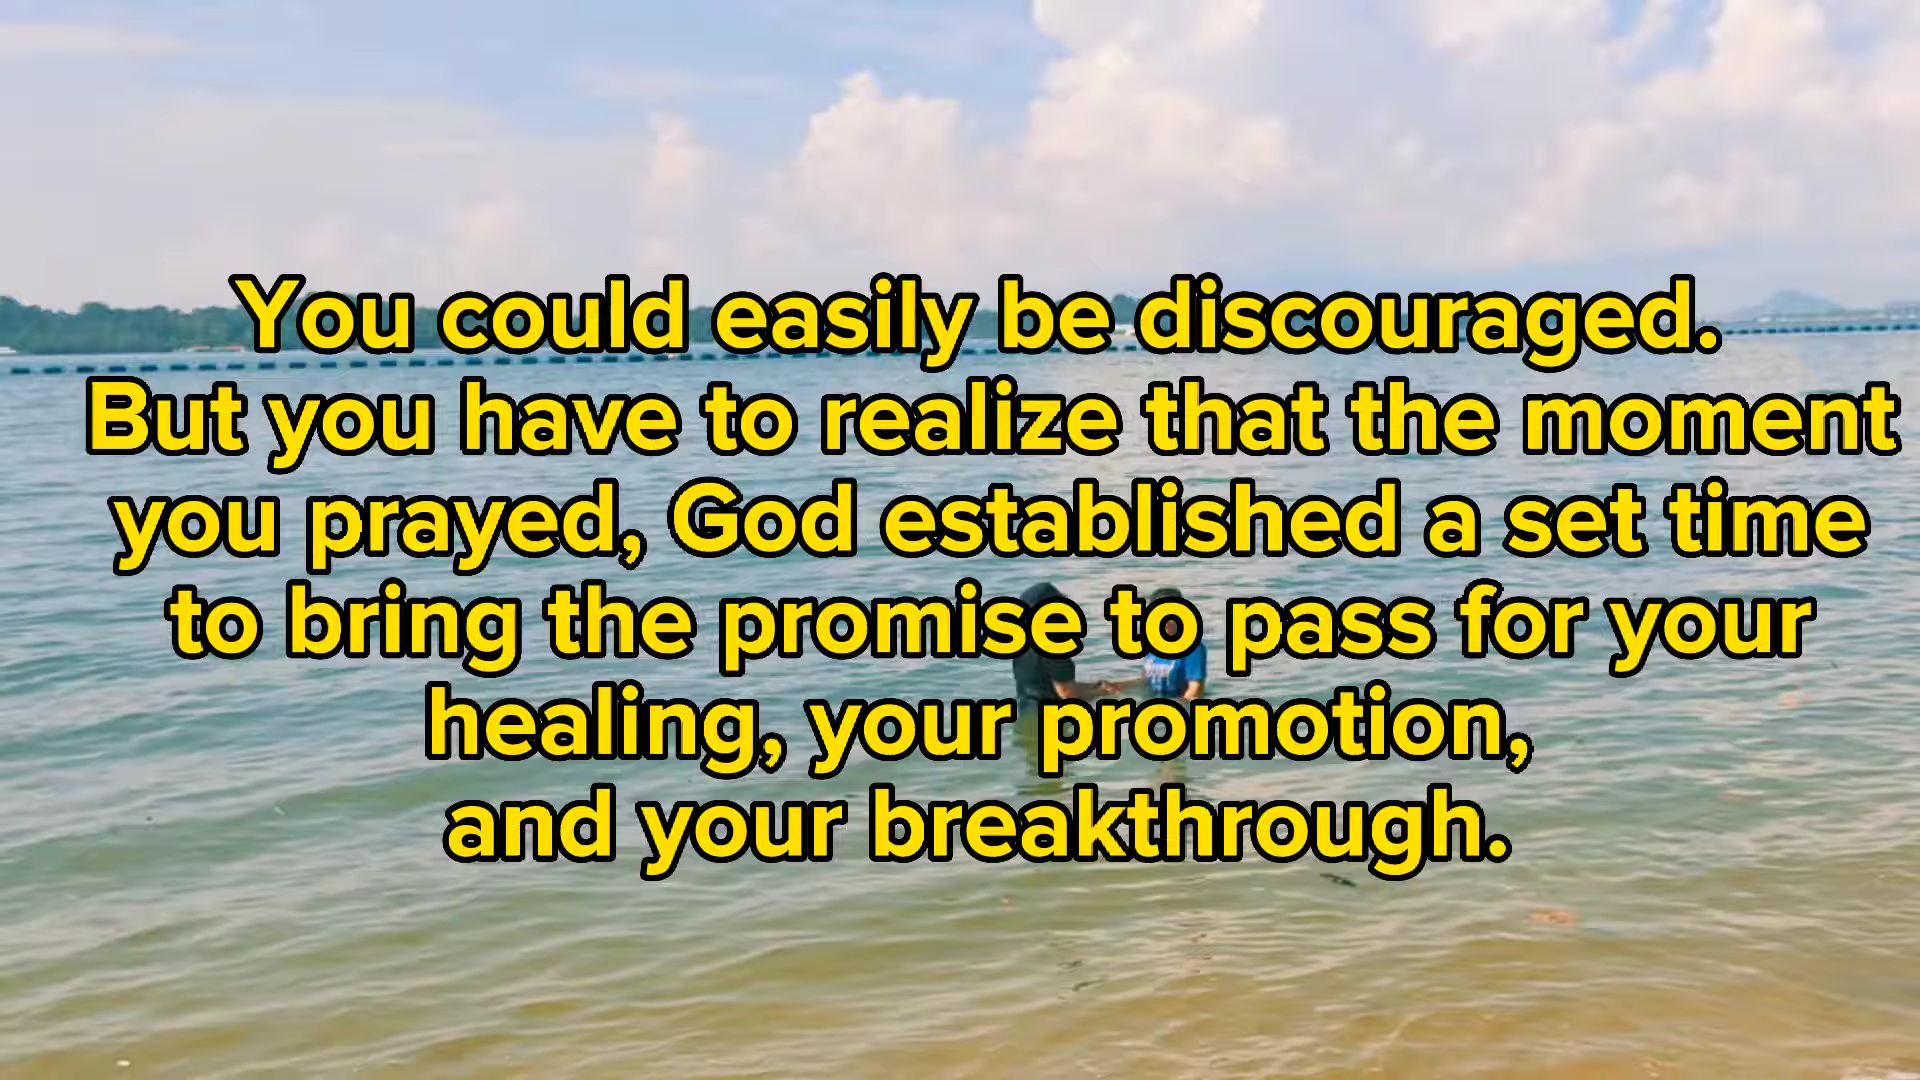 You could easily be discouraged.
But you have to realize that the moment
you prayed, God established a set time
to bring the promise to pass for your
healing, your promotion,
and your breakthrough.